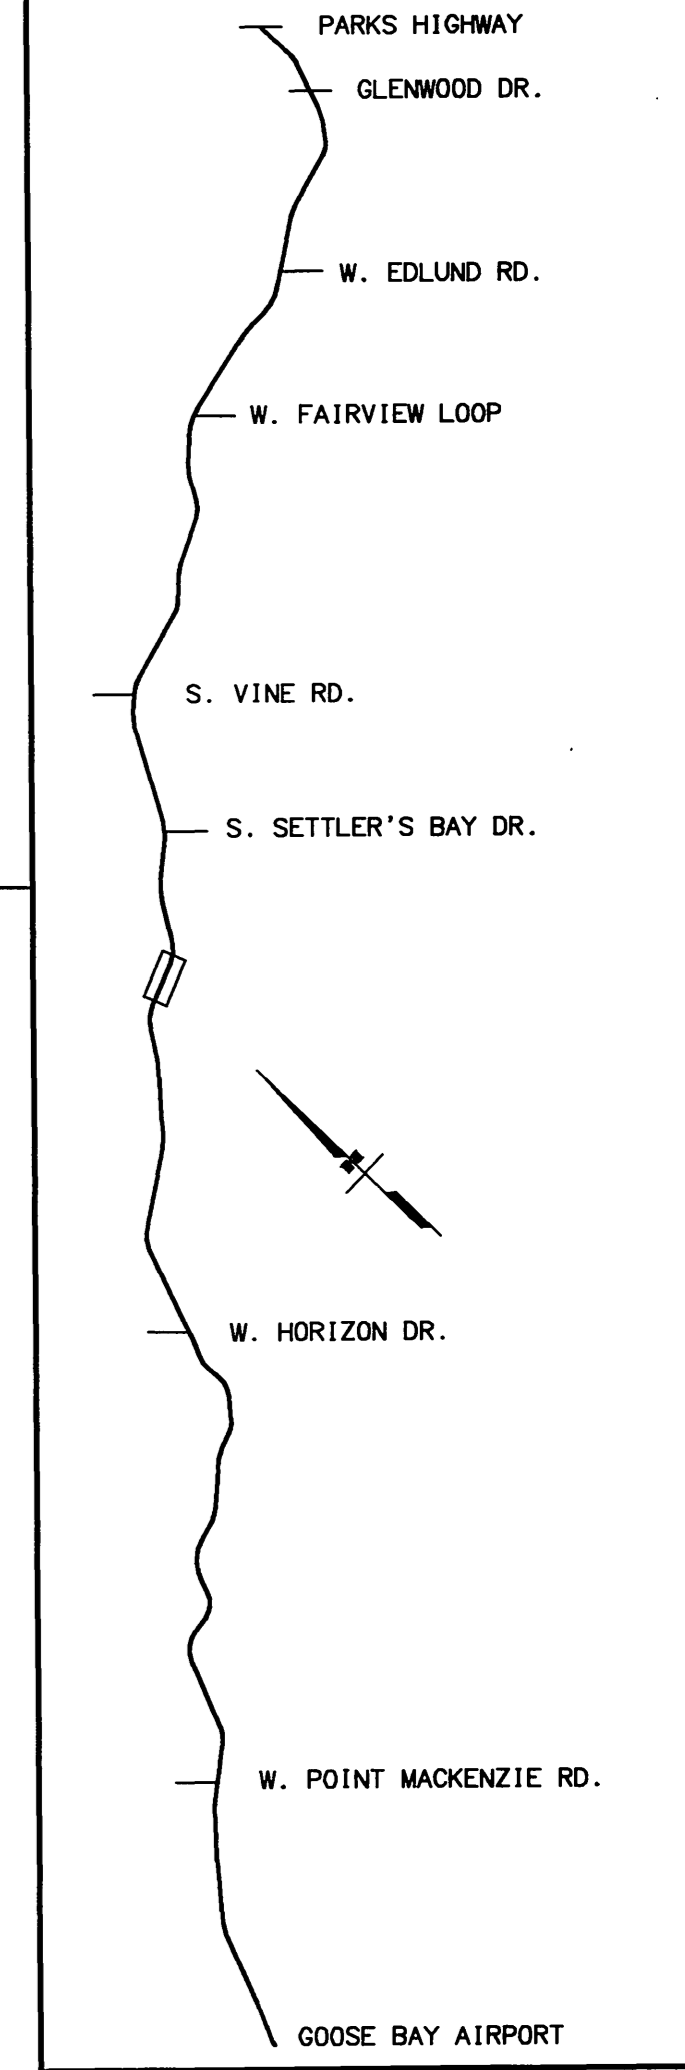 PARKS HIGHWAY
GLENWOOD DR.
W. EDLUND RD.
W. FAIRVIEW LOOP
S. VINE RD.
S. SETTLER'S BAY DR.
W. HORIZON DR.
W. POINT MACKENZIE RD.
GOOSE BAY AIRPORT